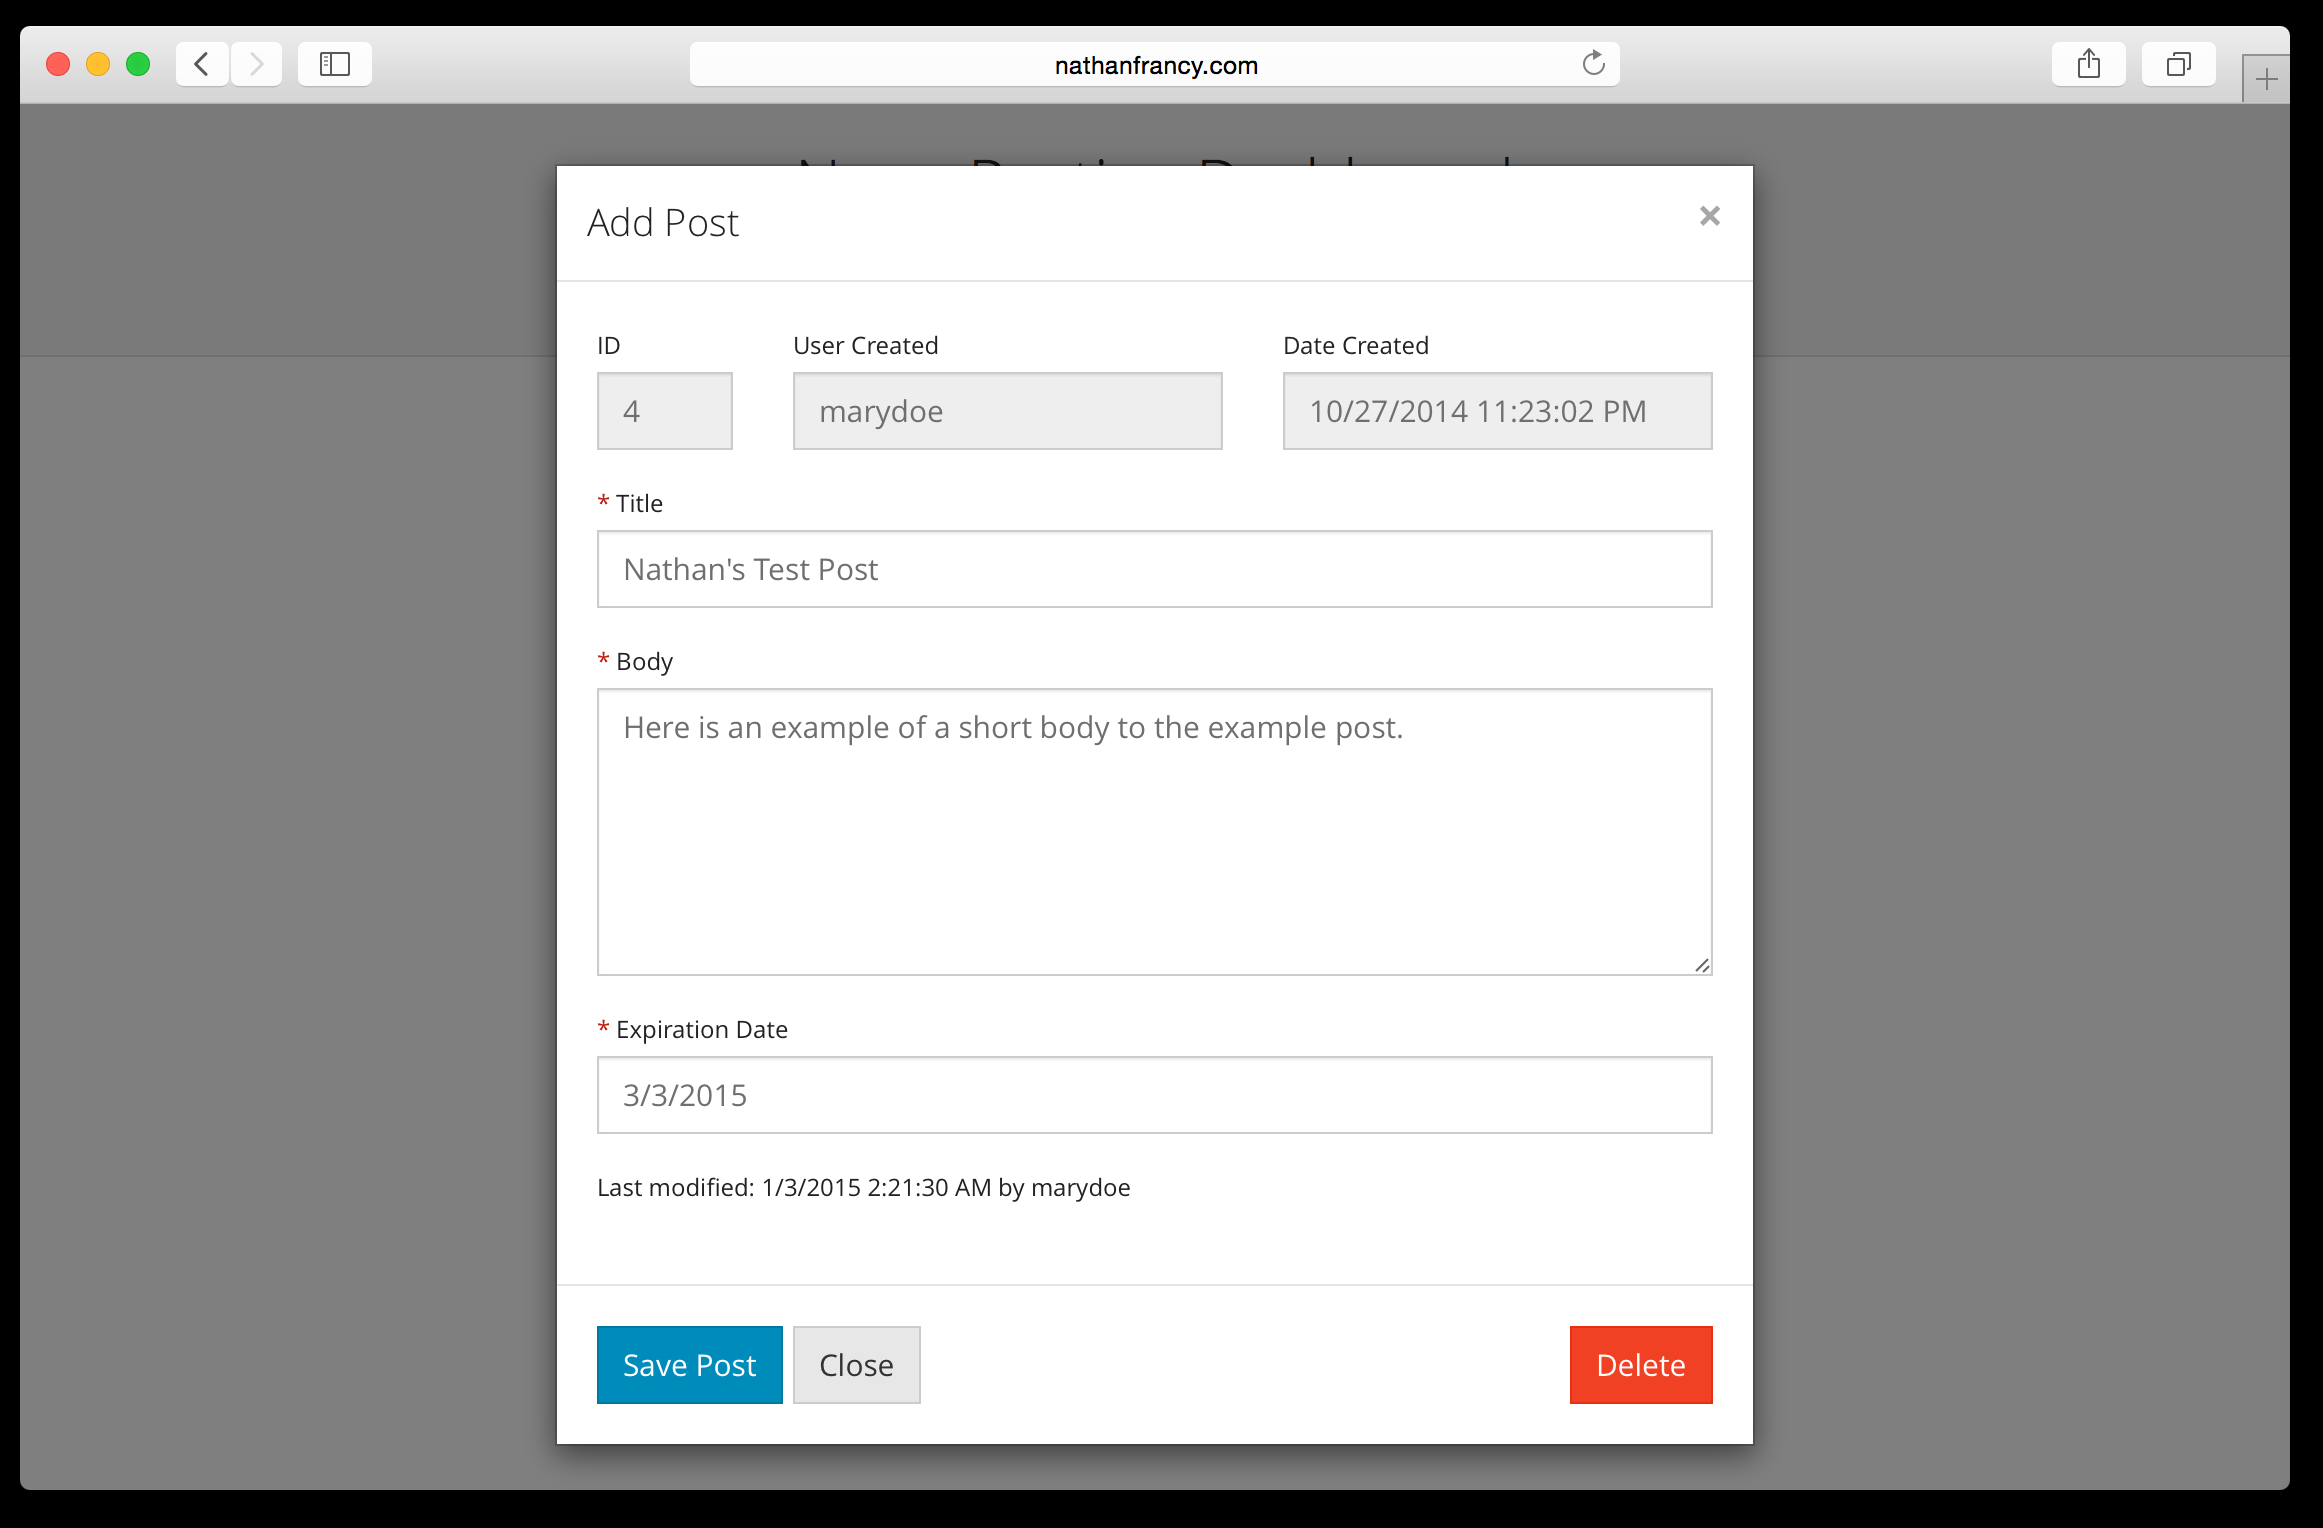 nathanfrancy.com
Add Post
×
ID User Created Date Created
4 marydoe 10/27/2014 11:23:02 PM
* Title
Nathan's Test Post
* Body
Here is an example of a short body to the example post.
* Expiration Date
3/3/2015
Last modified: 1/3/2015 2:21:30 AM by marydoe
Save Post Close Delete